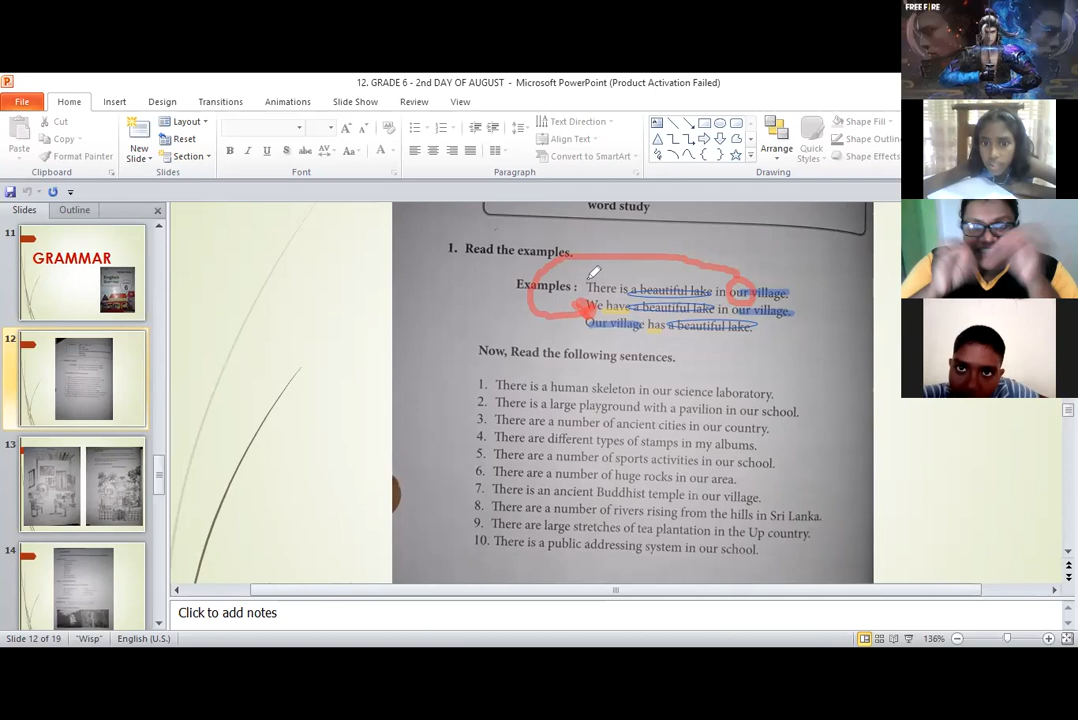 FREE FIRE
12. GRADE 6 - 2nd DAY OF AUGUST - Microsoft PowerPoint (Product Activation Failed)
File Home Insert Design Transitions Animations Slide Show Review View
Cut
Copy
Format Painter
Paste
Clipboard
New
Slide
Layout
Reset
Section
Slides
Font
Text Direction
Align Text
Convert to SmartArt
Paragraph
Arrange
Quick
Styles
Shape Fill
Shape Outline
Shape Effects
Drawing
Slides Outline
11
GRAMMAR
12
13
14
word study
1. Read the examples.
Examples : There is a beautiful lake in our village.
We have a beautiful lake in our village.
Our village has a beautiful lake.
Now, Read the following sentences.
1. There is a human skeleton in our science laboratory.
2. There is a large playground with a pavilion in our school.
3. There are a number of ancient cities in our country.
4. There are different types of stamps in my albums.
5. There are a number of sports activities in our school.
6. There are a number of huge rocks in our area.
7. There is an ancient Buddhist temple in our village.
8. There are a number of rivers rising from the hills in Sri Lanka.
9. There are large stretches of tea plantation in the Up country.
10. There is a public addressing system in our school.
Click to add notes
Slide 12 of 19 "Wisp" English (U.S.) 136%